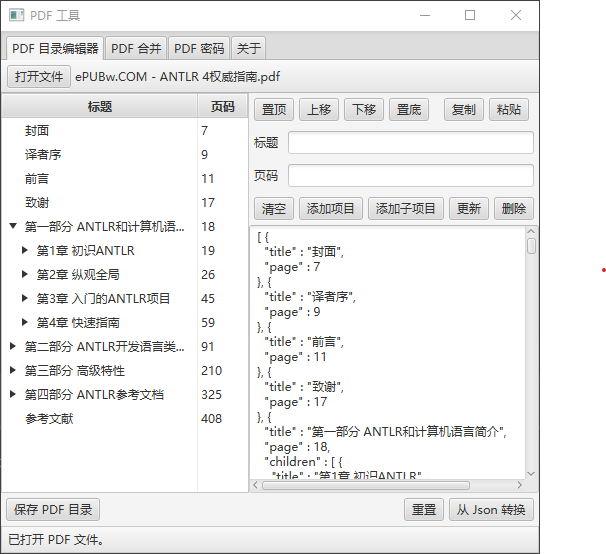 PDF 工具
PDF 目录编辑器 PDF 合并 PDF 密码 关于
打开文件 ePUBw.COM - ANTLR 4权威指南.pdf
标题 页码
封面 7
译者序 9
前言 11
致谢 17
第一部分 ANTLR和计算机语... 18
第1章 初识ANTLR 19
第2章 纵观全局 26
第3章 入门的ANTLR项目 45
第4章 快速指南 59
第二部分 ANTLR开发语言类... 91
第三部分 高级特性 210
第四部分 ANTLR参考文档 325
参考文献 408
置顶 上移 下移 置底 复制 粘贴
标题
页码
清空 添加项目 添加子项目 更新 删除
[ {
"title" : "封面",
"page" : 7
}, {
"title" : "译者序",
"page" : 9
}, {
"title" : "前言",
"page" : 11
}, {
"title" : "致谢",
"page" : 17
}, {
"title" : "第一部分 ANTLR和计算机语言简介",
"page" : 18,
"children" : [ {
"title" : "第1章 初识ANTLR"
保存 PDF 目录 重置 从 Json 转换
已打开 PDF 文件。